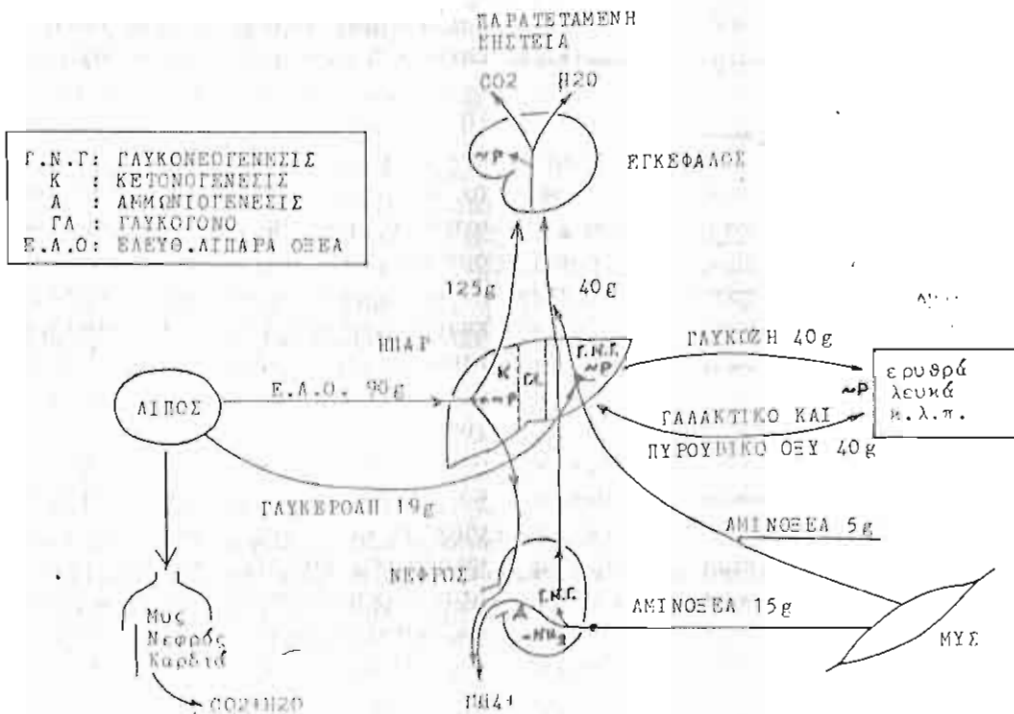 ΠΑΡΑΤΕΤΑΜΕΝΗ
ΝΗΣΤΕΙΑ
CO2 H2O
~P
ΕΓΚΕΦΑΛΟΣ
Γ.Ν.Γ: ΓΛΥΚΟΝΕΟΓΕΝΗΣΙΣ
Κ : ΚΕΤΟΝΟΓΕΝΕΣΙΣ
Α : ΑΜΜΩΝΙΟΓΕΝΕΣΙΣ
ΓΛ : ΓΛΥΚΟΓΟΝΟ
Ε.Λ.Ο: ΕΛΕΥΘ.ΛΙΠΑΡΑ ΟΞΕΑ
125g 40g
ΗΠΑΡ
Κ ΓΛ. Γ.Ν.Γ.
~P
~P
ΓΛΥΚΟΖΗ 40g
ερυθρά
~P λευκά
κ.λ.π.
ΛΙΠΟΣ
Ε.Λ.Ο. 90g
ΓΑΛΑΚΤΙΚΟ ΚΑΙ
ΠΥΡΟΥΒΙΚΟ ΟΞΥ 40g
ΓΛΥΚΕΡΟΛΗ 19g
ΑΜΙΝΟΞΕΑ 5g
ΝΕΦΡΟΣ
Γ.Ν.Γ.
Α
ΑΜΙΝΟΞΕΑ 15g
ΜΥΣ
Μυς
Νεφρός
Καρδιά
CO2+H2O